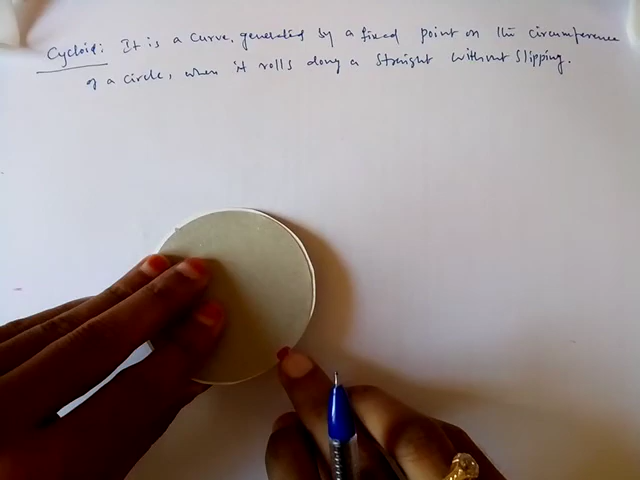 Cycloid: It is a curve, generated by a fixed point on the circumference
of a circle, when it rolls along a straight without slipping.